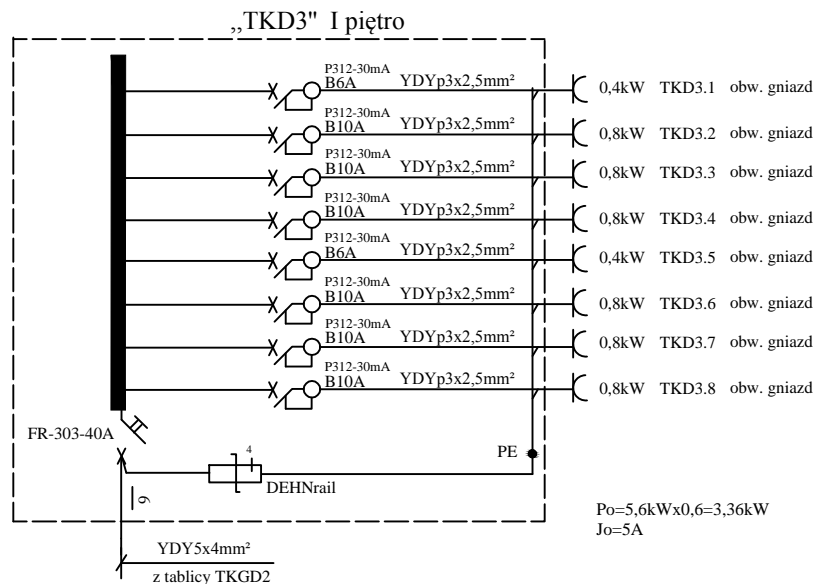 „TKD3" I piętro
P312-30mA
B6A YDYp3x2,5mm² 0,4kW TKD3.1 obw. gniazd
P312-30mA
B10A YDYp3x2,5mm² 0,8kW TKD3.2 obw. gniazd
P312-30mA
B10A YDYp3x2,5mm² 0,8kW TKD3.3 obw. gniazd
P312-30mA
B10A YDYp3x2,5mm² 0,8kW TKD3.4 obw. gniazd
P312-30mA
B6A YDYp3x2,5mm² 0,4kW TKD3.5 obw. gniazd
P312-30mA
B10A YDYp3x2,5mm² 0,8kW TKD3.6 obw. gniazd
P312-30mA
B10A YDYp3x2,5mm² 0,8kW TKD3.7 obw. gniazd
P312-30mA
B10A YDYp3x2,5mm² 0,8kW TKD3.8 obw. gniazd
FR-303-40A
4
PE
DEHNrail
Po=5,6kWx0,6=3,36kW
Jo=5A
YDY5x4mm²
z tablicy TKGD2